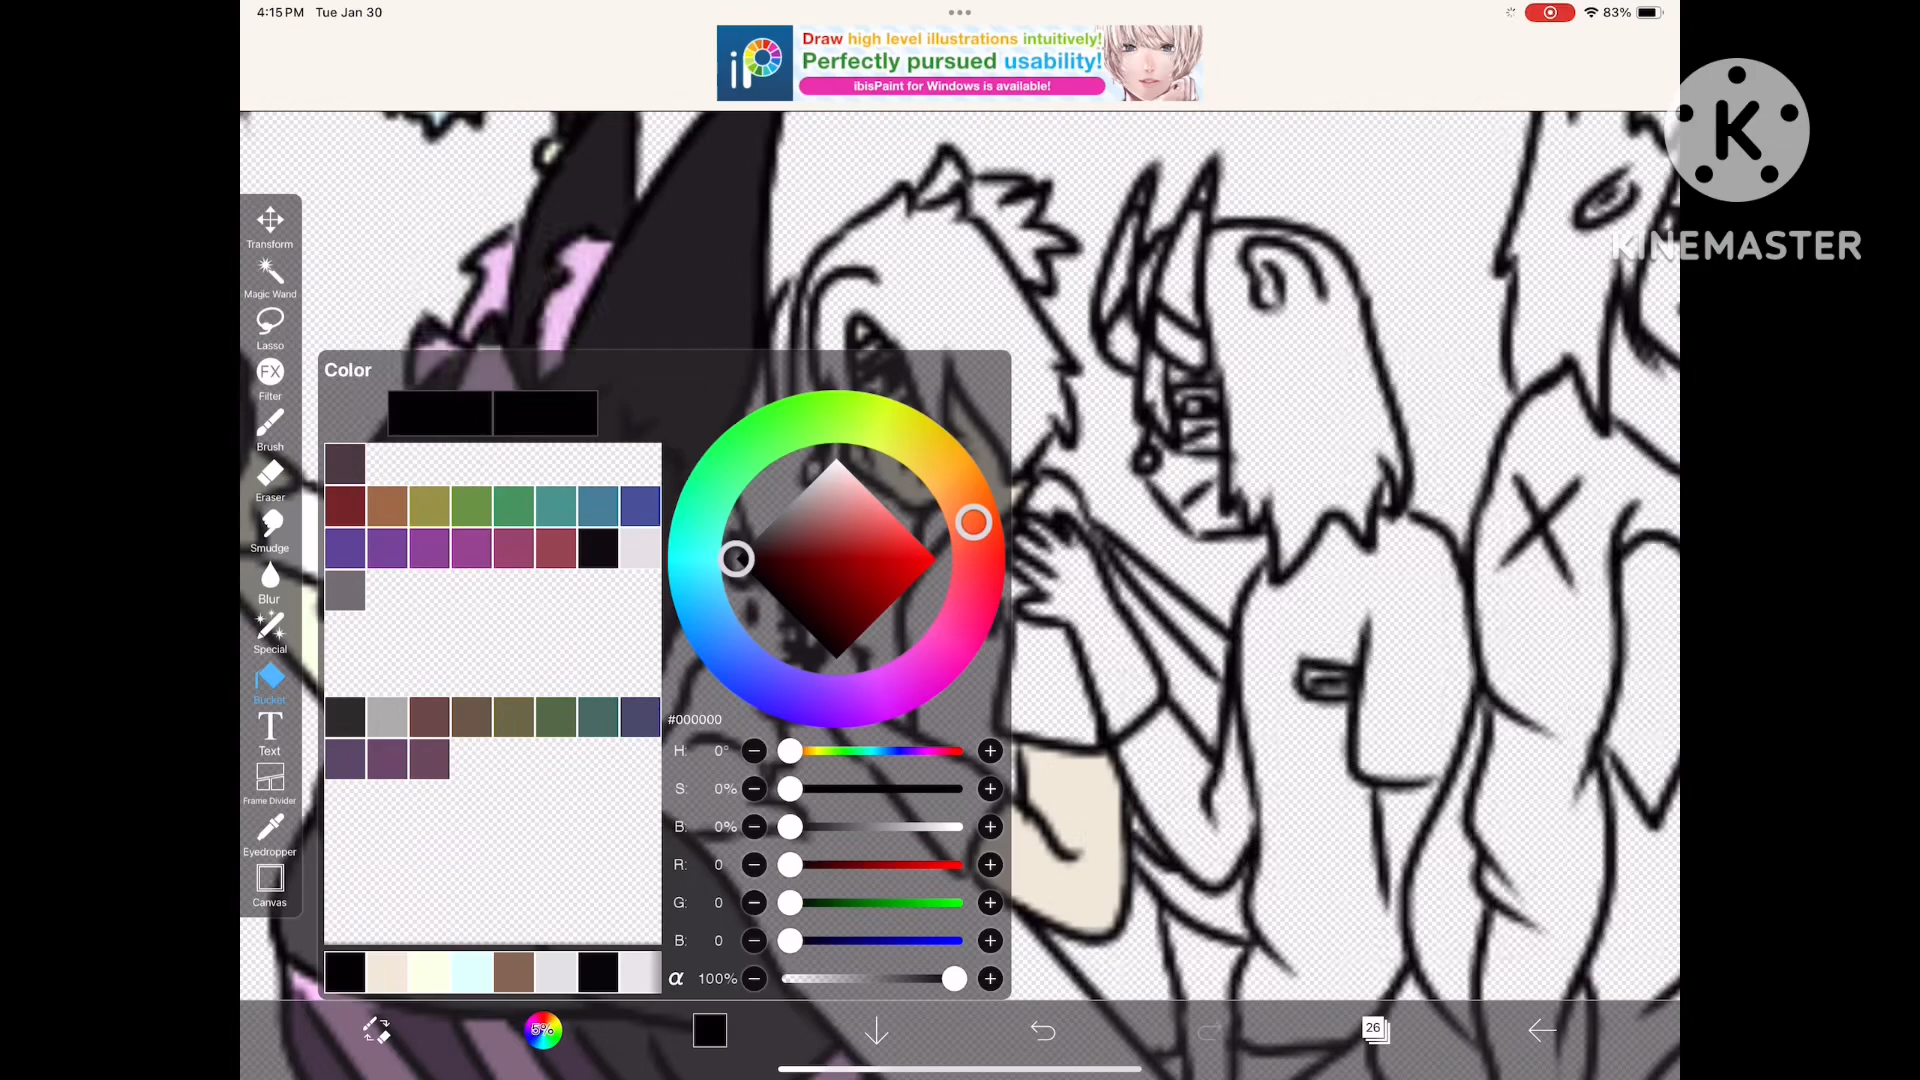 4:15 PM Tue Jan 30
83%
iP
Draw high level illustrations intuitively!
Perfectly pursued usability!
ibisPaint for Windows is available!
K
KINEMASTER
Transform
Magic Wand
Lasso
FX
Filter
Brush
Eraser
Smudge
Blur
Special
Bucket
T
Text
Frame Divider
Eyedropper
Canvas
Color
#000000
H: 0°
S: 0%
B: 0%
R: 0
G: 0
B: 0
α 100%
5%
26